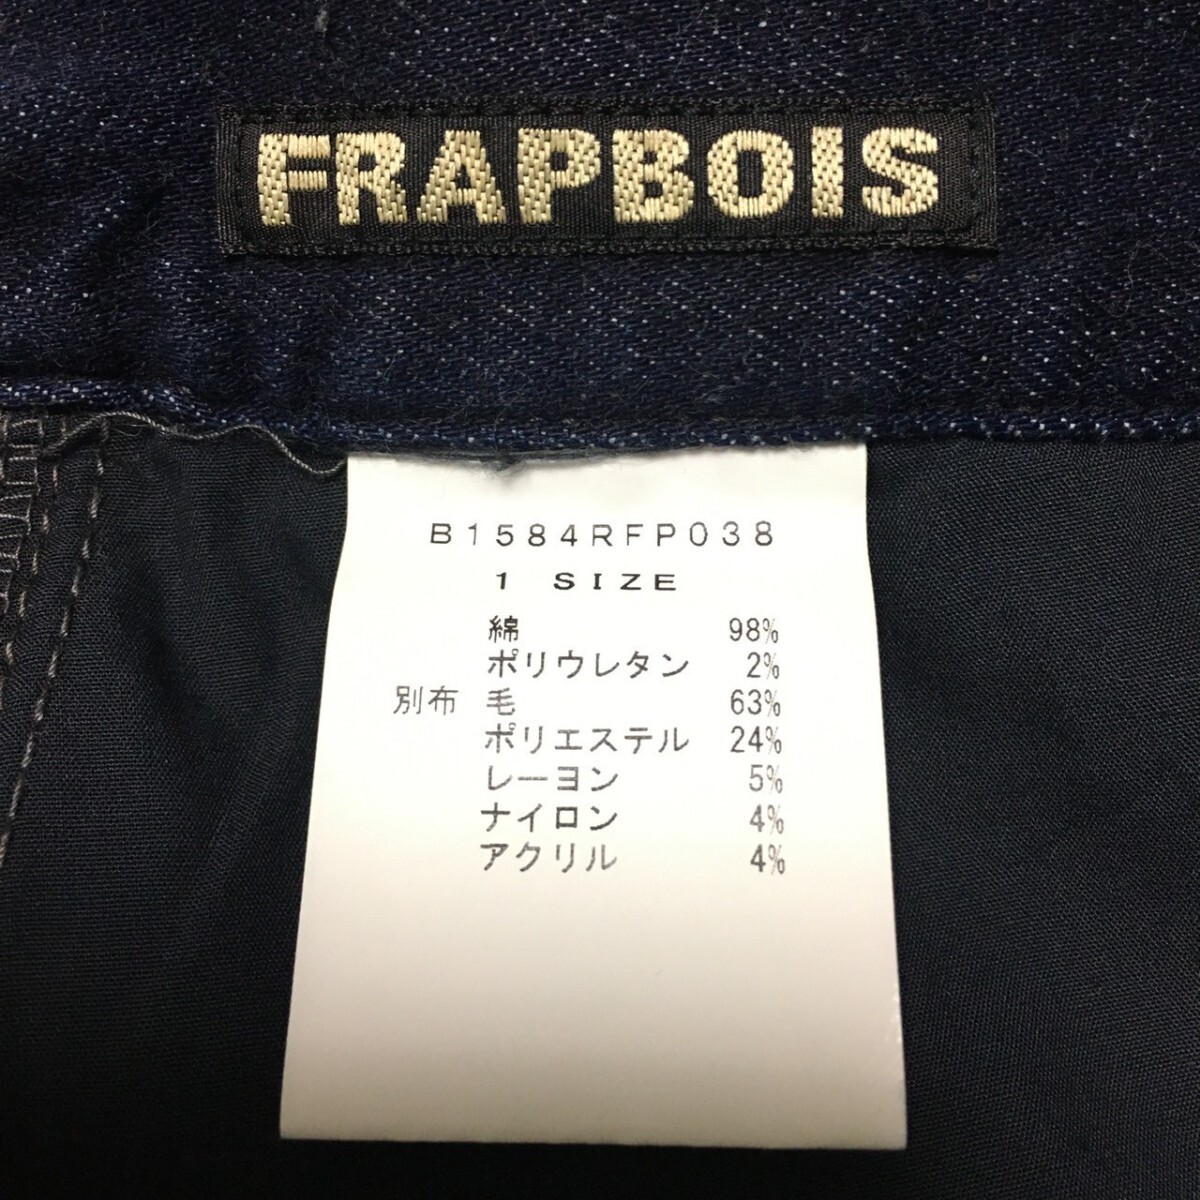 FRAPBOIS
B1584RFP038
1 SIZE
綿 98%
ポリウレタン 2%
別布 毛 63%
ポリエステル 24%
レーヨン 5%
ナイロン 4%
アクリル 4%